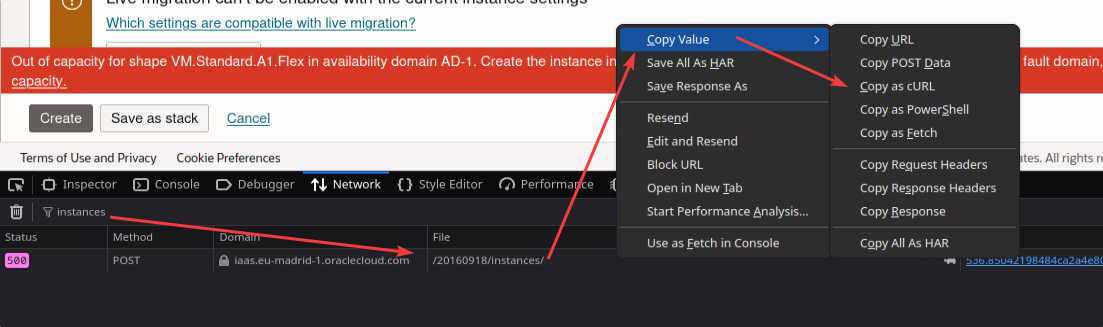 Live migration can't be enabled with the current instance settings
Which settings are compatible with live migration?
Out of capacity for shape VM.Standard.A1.Flex in availability domain AD-1. Create the instance in
fault domain,
capacity.
Create
Save as stack
Cancel
Terms of Use and Privacy
Cookie Preferences
ates. All rights re
Inspector
Console
Debugger
Network
Style Editor
Performance
instances
Status
Method
Domain
File
500
POST
iaas.eu-madrid-1.oraclecloud.com
/20160918/instances/
536.85042198484ca2a4e80
Copy Value
Save All As HAR
Save Response As
Resend
Edit and Resend
Block URL
Open in New Tab
Start Performance Analysis...
Use as Fetch in Console
Copy URL
Copy POST Data
Copy as cURL
Copy as PowerShell
Copy as Fetch
Copy Request Headers
Copy Response Headers
Copy Response
Copy All As HAR